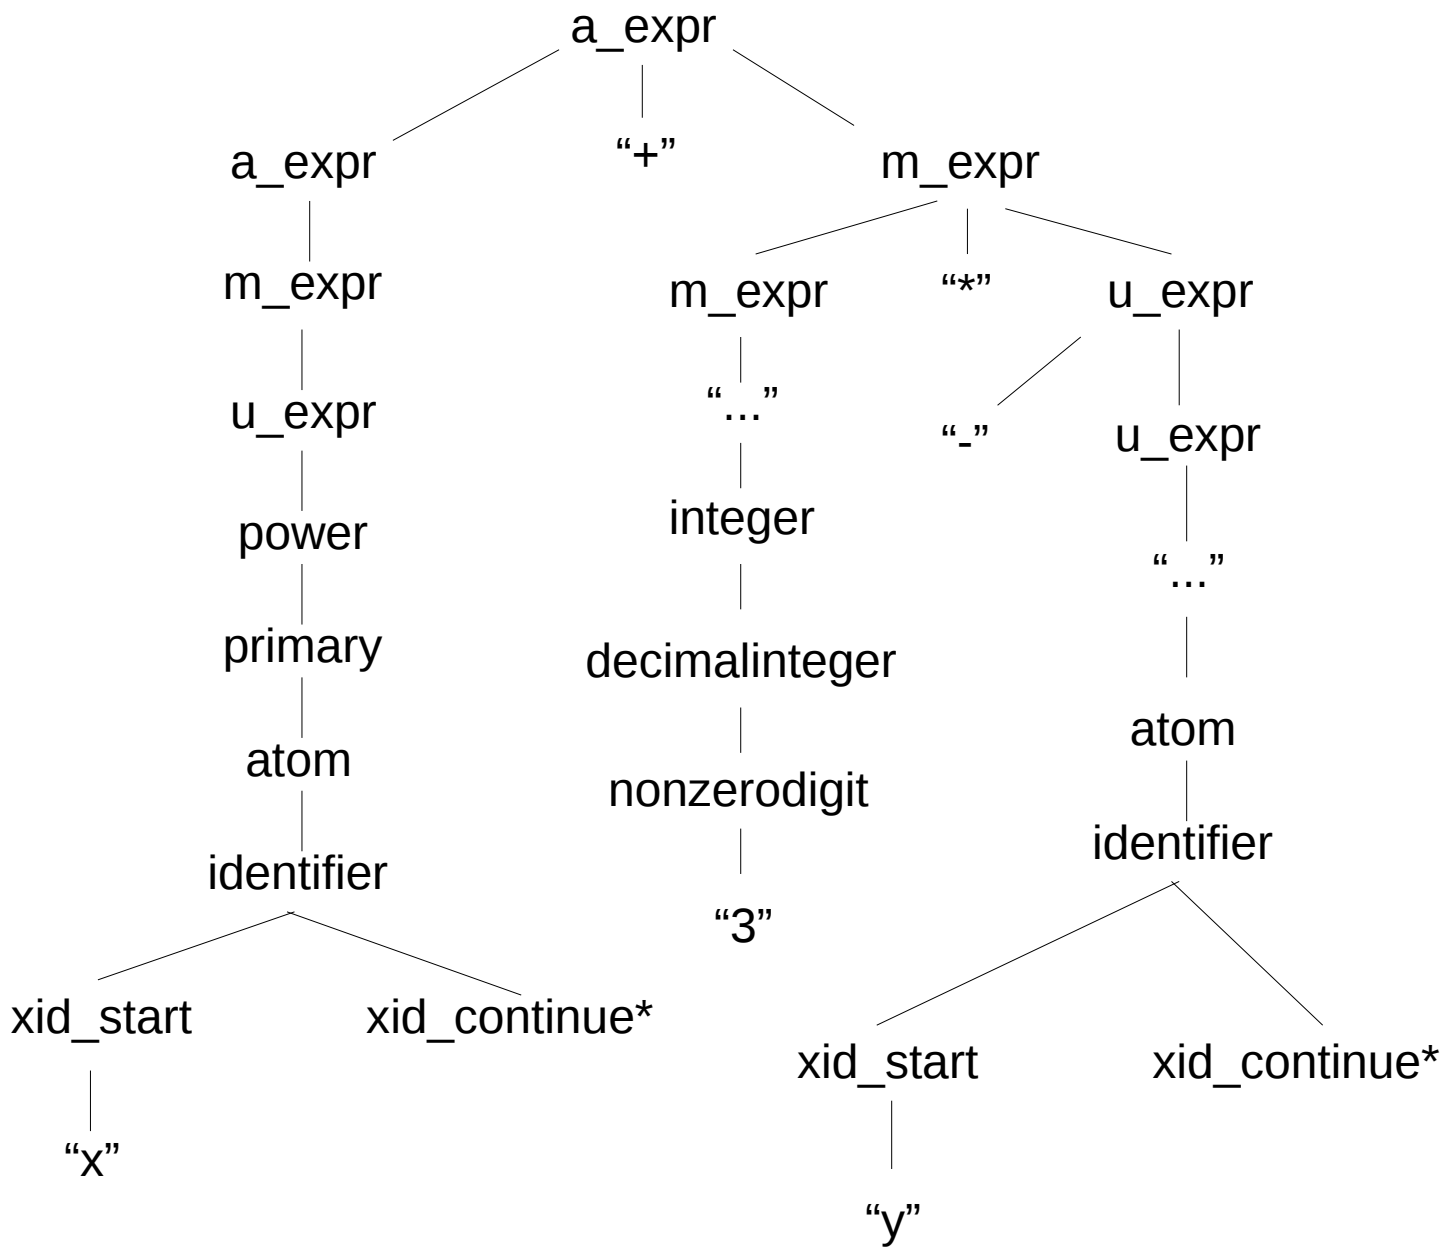 a_expr
a_expr “+” m_expr
m_expr m_expr “*” u_expr
u_expr “...” “-” u_expr
power integer “...”
primary decimalinteger
atom nonzerodigit atom
identifier “3” identifier
xid_start xid_continue* xid_start xid_continue*
“x” “y”